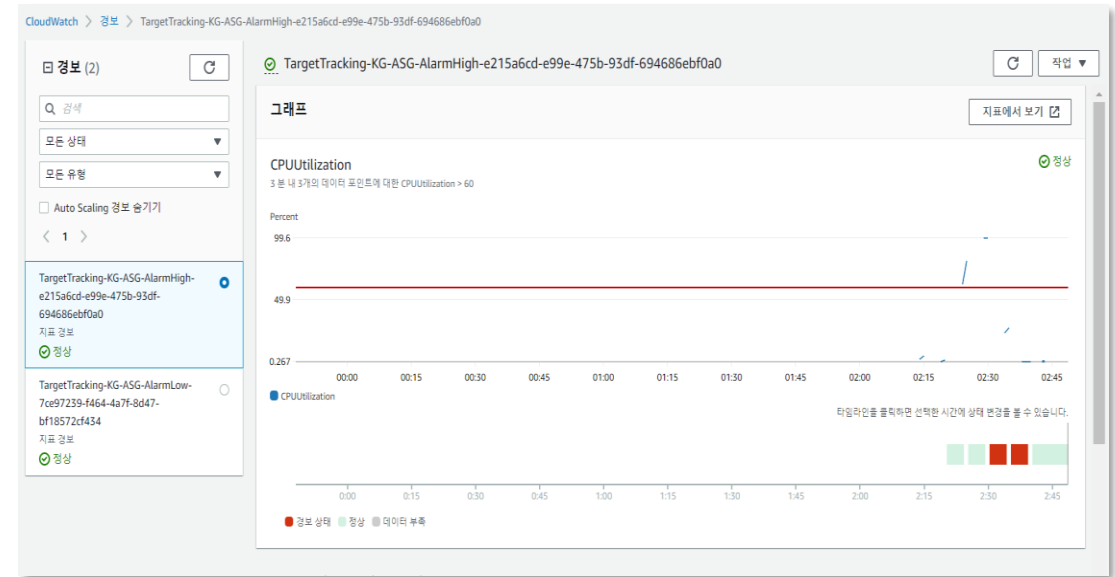 CloudWatch > 경보 > TargetTracking-KG-ASG-AlarmHigh-e215a6cd-e99e-475b-93df-694686ebf0a0
경보 (2)
검색
모든 상태
모든 유형
Auto Scaling 경보 숨기기
< 1 >
TargetTracking-KG-ASG-AlarmHigh-
e215a6cd-e99e-475b-93df-
694686ebf0a0
지표 경보
정상
TargetTracking-KG-ASG-AlarmLow-
7ce97239-f464-4a7f-8d47-
bf18572cf434
지표 경보
정상
TargetTracking-KG-ASG-AlarmHigh-e215a6cd-e99e-475b-93df-694686ebf0a0
작업
그래프
지표에서 보기
CPUUtilization
정상
3 분 내 3개의 데이터 포인트에 대한 CPUUtilization > 60
Percent
99.6
49.9
0.267
00:00 00:15 00:30 00:45 01:00 01:15 01:30 01:45 02:00 02:15 02:30 02:45
CPUUtilization
타임라인을 클릭하면 선택한 시간에 상태 변경을 볼 수 있습니다.
0:00 0:15 0:30 0:45 1:00 1:15 1:30 1:45 2:00 2:15 2:30 2:45
경보 상태 정상 데이터 부족